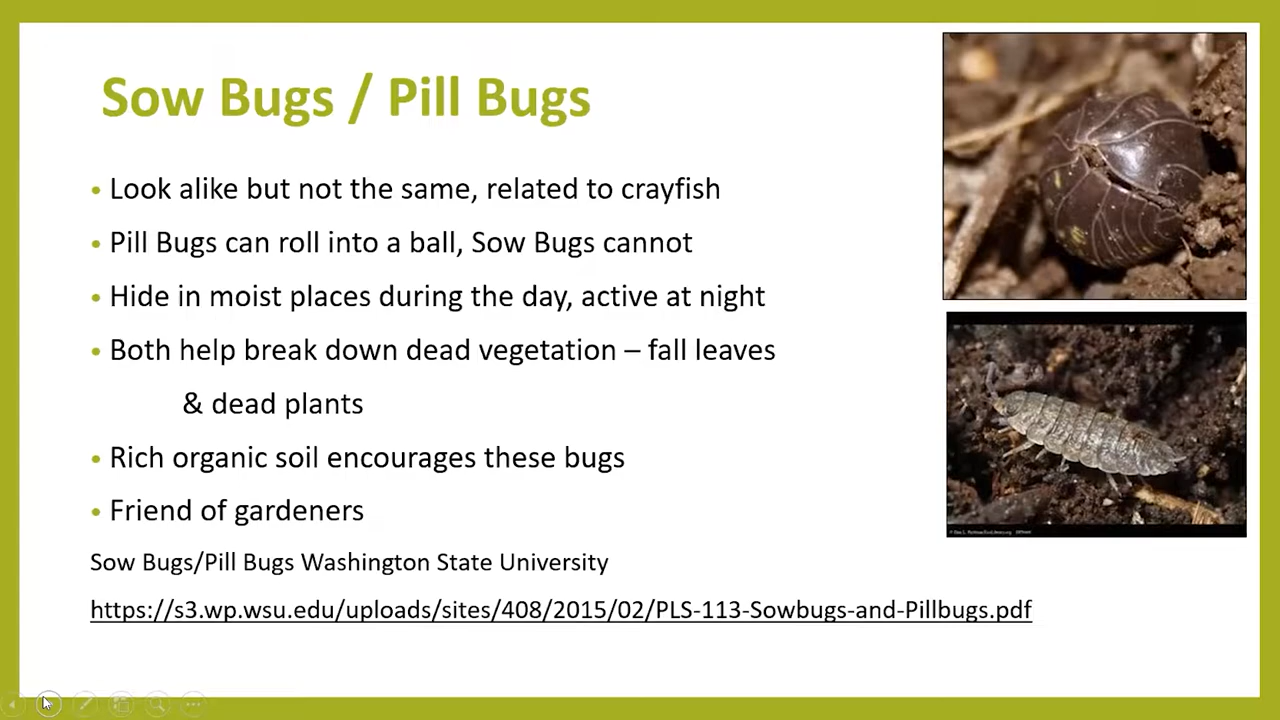 Sow Bugs / Pill Bugs
• Look alike but not the same, related to crayfish
• Pill Bugs can roll into a ball, Sow Bugs cannot
• Hide in moist places during the day, active at night
• Both help break down dead vegetation – fall leaves
& dead plants
• Rich organic soil encourages these bugs
• Friend of gardeners
Sow Bugs/Pill Bugs Washington State University
https://s3.wp.wsu.edu/uploads/sites/408/2015/02/PLS-113-Sowbugs-and-Pillbugs.pdf